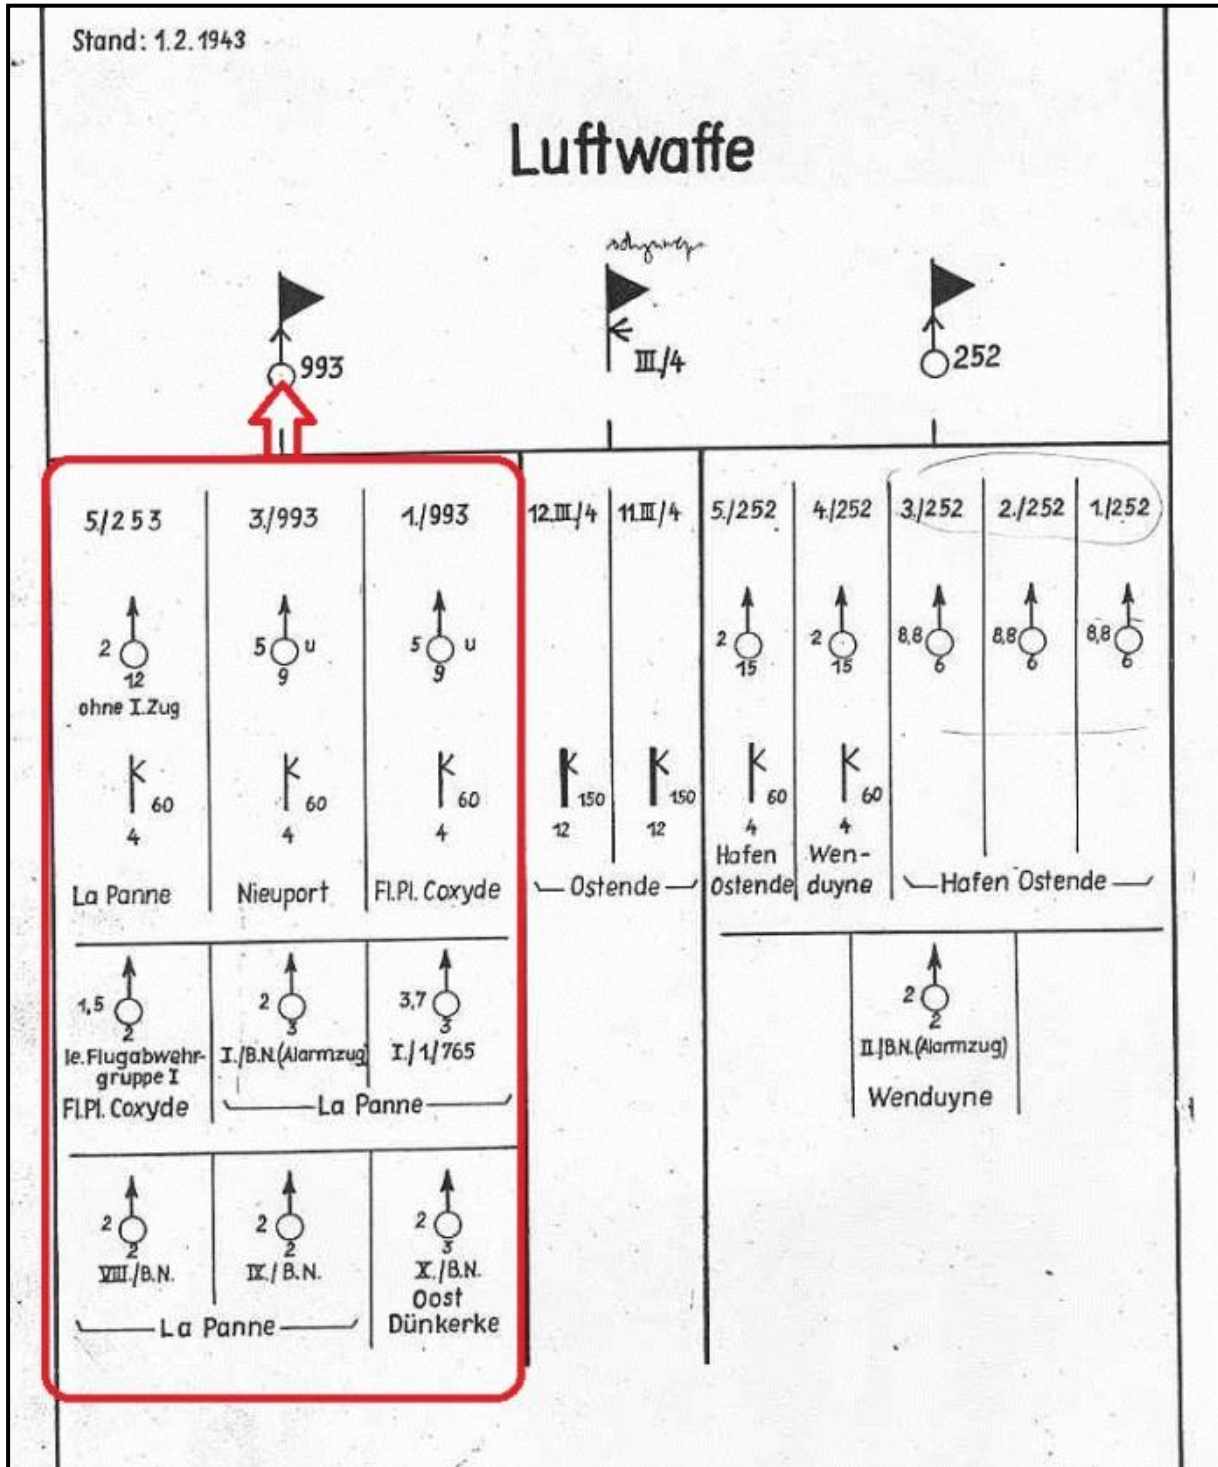 Stand: 1.2.1943
Luftwaffe
993
III./4
252
5./253
3./993
1./993
12.III/4
11.III/4
5./252
4./252
3./252
2./252
1./252
2
12
ohne I.Zug
5 u
9
5 u
9
2
15
2
15
8,8
6
8,8
6
8,8
6
60
4
60
4
60
4
150
12
150
12
60
4
60
4
La Panne
Nieuport
Fl.Pl. Coxyde
Ostende
Hafen
Ostende
Wen-
duyne
Hafen Ostende
1,5
2
le.Flugabwehr-
gruppe I
Fl.Pl. Coxyde
2
3
I./B.N.(Alarmzug)
3,7
3
I./1./765
La Panne
2
2
II./B.N.(Alarmzug)
Wenduyne
2
2
VIII./B.N.
2
2
IX./B.N.
La Panne
2
3
X./B.N.
Oost
Dünkerke